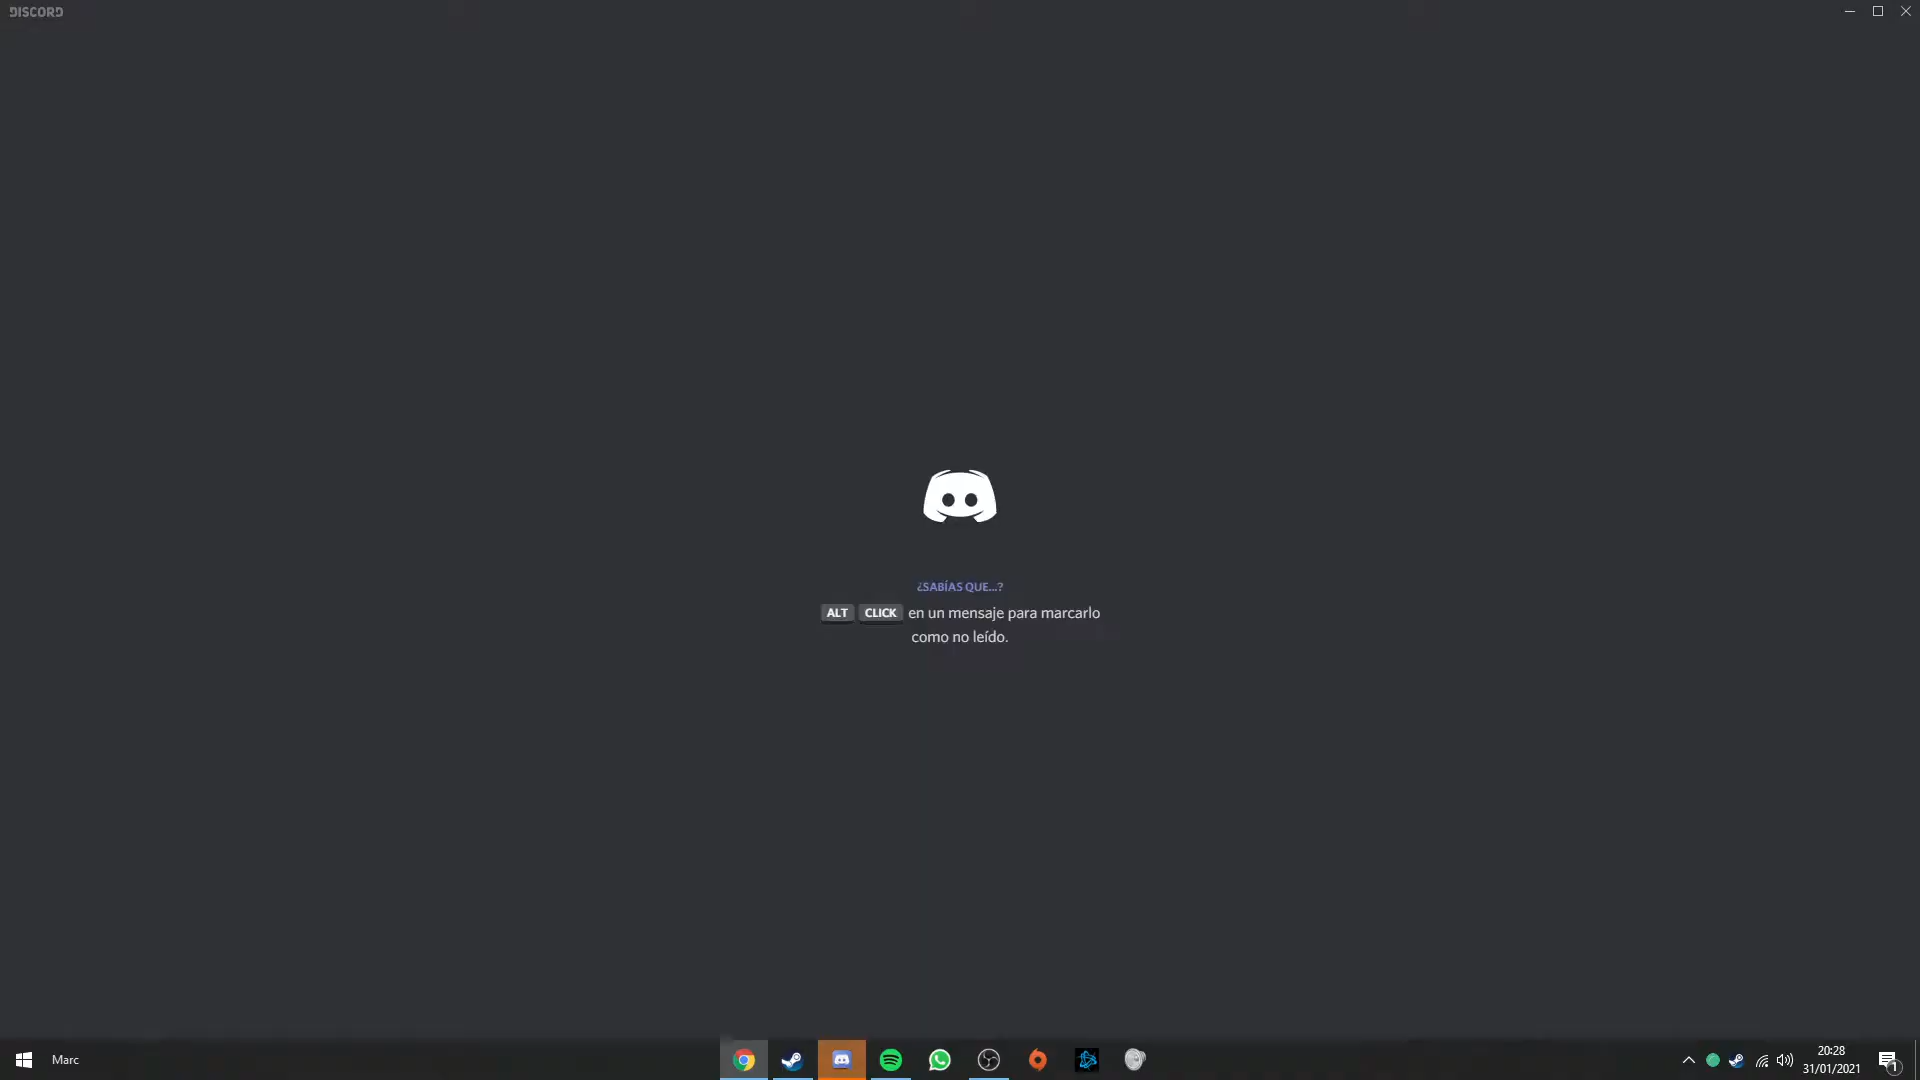 DISCORD
¿SABÍAS QUE...?
ALT CLICK en un mensaje para marcarlo
como no leído.
Marc
20:28
31/01/2021
1